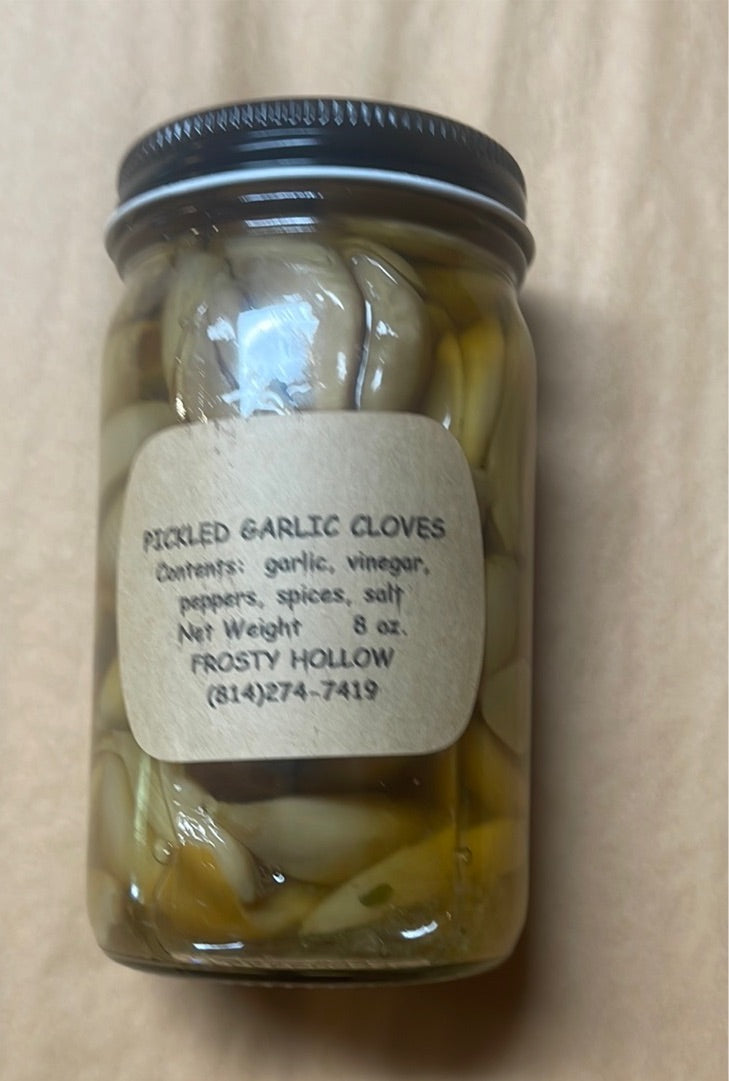 PICKLED GARLIC CLOVES
Contents: garlic, vinegar,
peppers, spices, salt
Net Weight 8 oz.
FROSTY HOLLOW
(814)274-7419